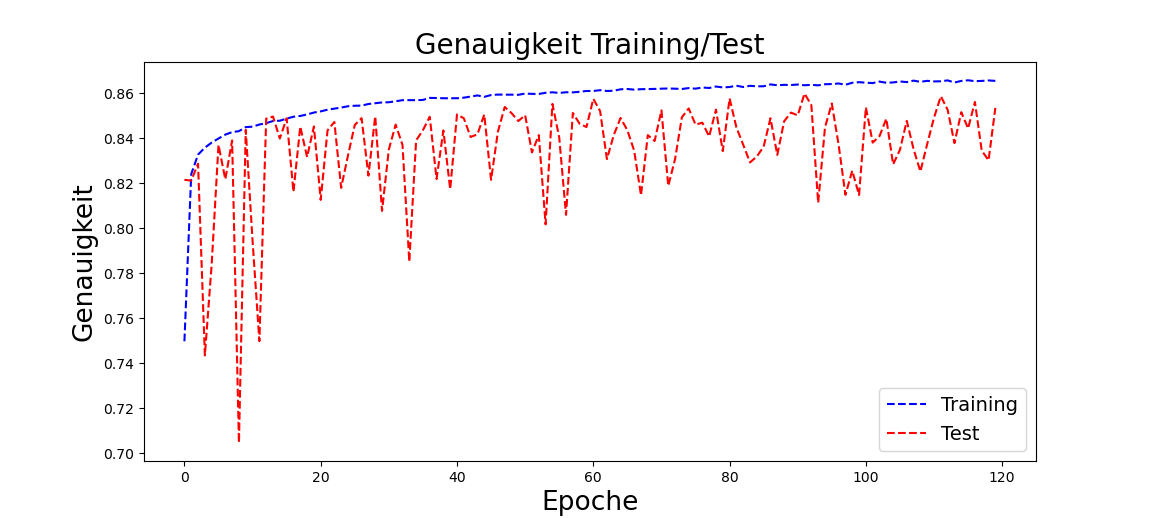 Genauigkeit Training/Test
Genauigkeit
0.86
0.84
0.82
0.80
0.78
0.76
0.74
0.72
0.70
Training
Test
0 20 40 60 80 100 120
Epoche